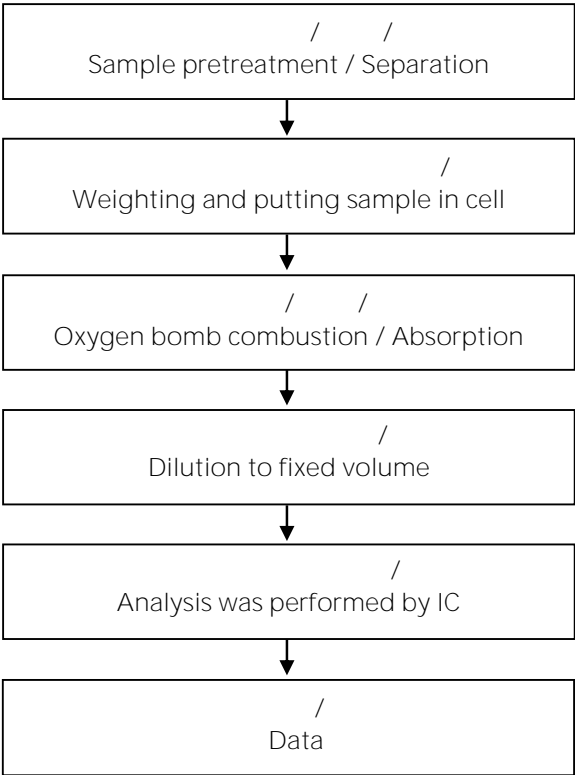 / /
Sample pretreatment / Separation
/
Weighting and putting sample in cell
/ /
Oxygen bomb combustion / Absorption
/
Dilution to fixed volume
/
Analysis was performed by IC
/
Data